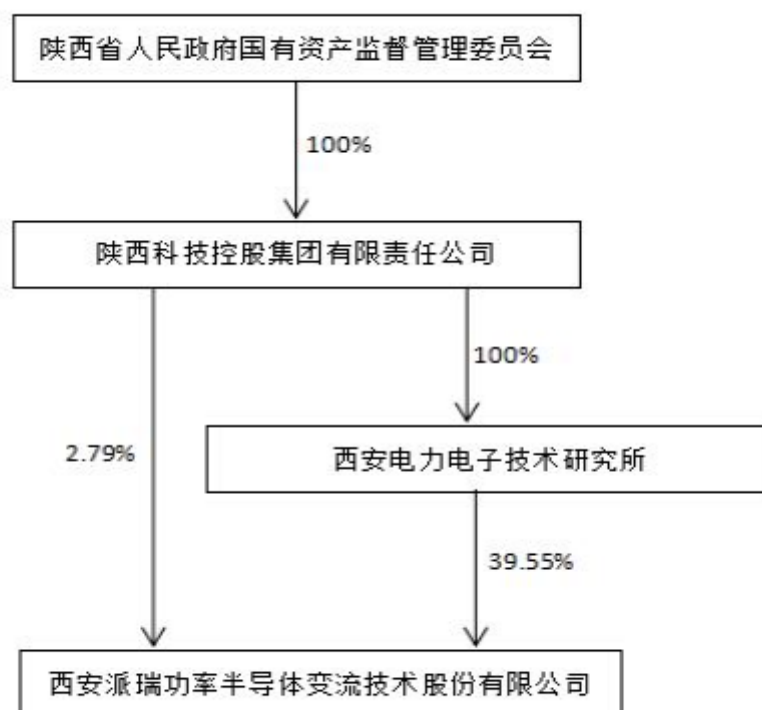 陕西省人民政府国有资产监督管理委员会
100%
陕西科技控股集团有限责任公司
100%
2.79%
西安电力电子技术研究所
39.55%
西安派瑞功率半导体变流技术股份有限公司